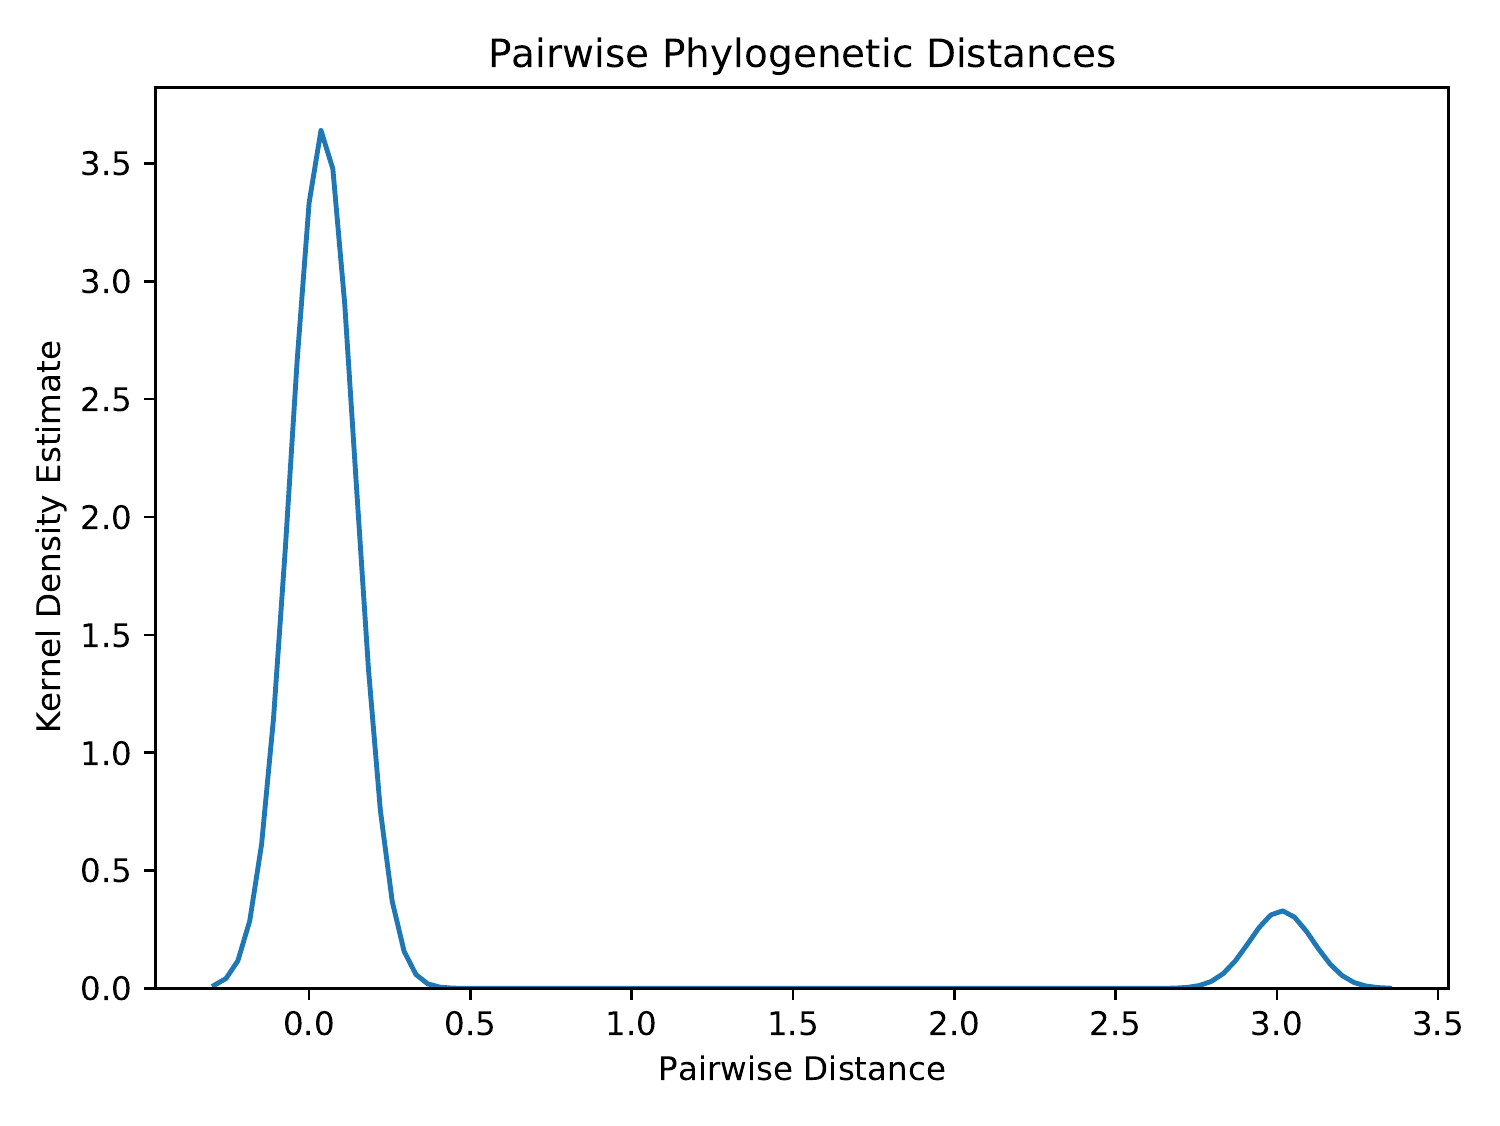 Pairwise Phylogenetic Distances
Kernel Density Estimate
3.5
3.0
2.5
2.0
1.5
1.0
0.5
0.0
0.0 0.5 1.0 1.5 2.0 2.5 3.0 3.5
Pairwise Distance